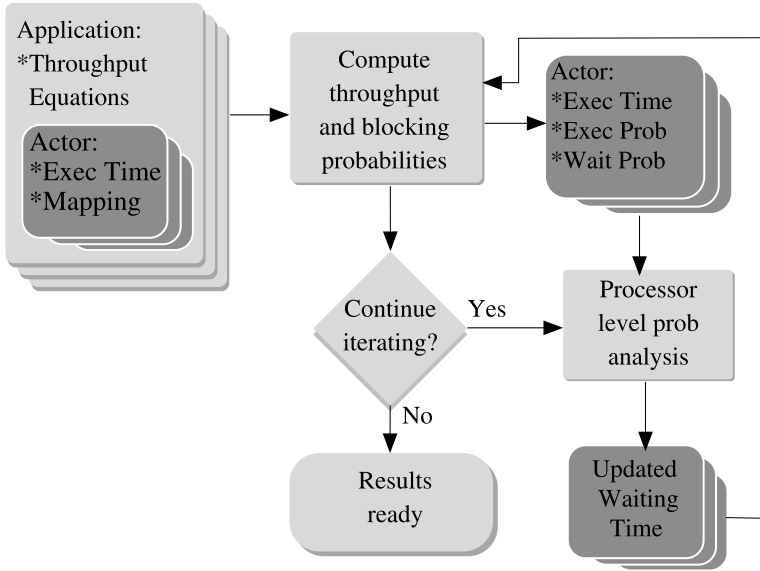 Application:
*Throughput
Equations
Actor:
*Exec Time
*Mapping
Compute
throughput
and blocking
probabilities
Actor:
*Exec Time
*Exec Prob
*Wait Prob
Continue
iterating?
Yes
No
Processor
level prob
analysis
Results
ready
Updated
Waiting
Time